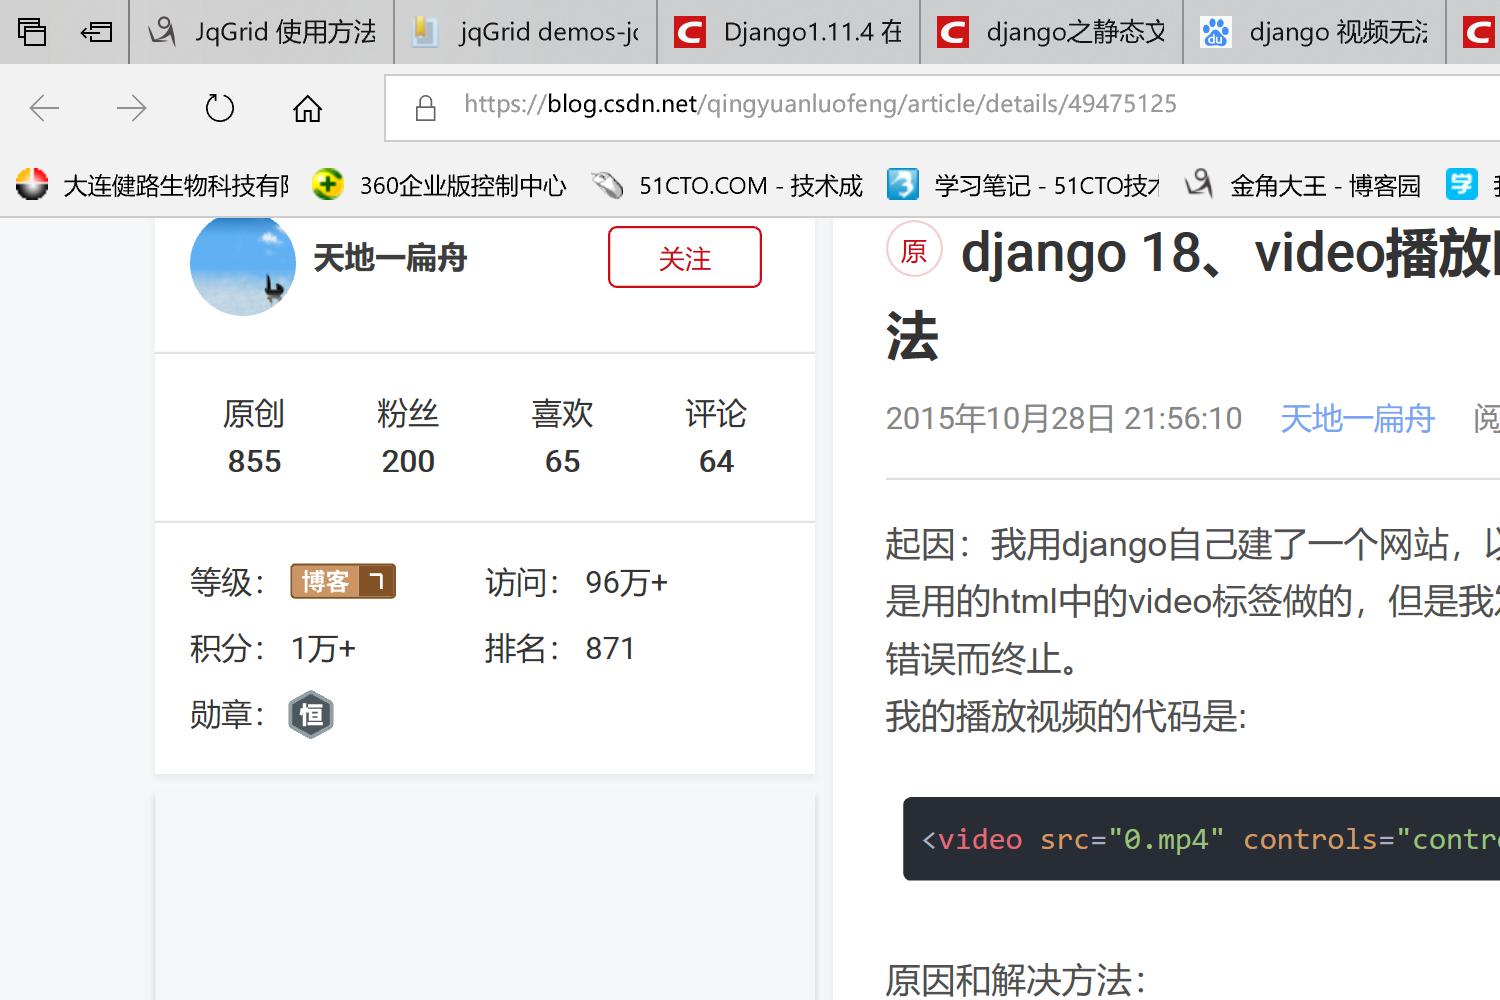 JqGrid 使用方法
jqGrid demos-jq
Django1.11.4 在
django之静态文
django 视频无法
https://blog.csdn.net/qingyuanluofeng/article/details/49475125
大连健路生物科技有限
360企业版控制中心
51CTO.COM - 技术成
学习笔记 - 51CTO技术
金角大王 - 博客园
天地一扁舟
关注
原创 粉丝 喜欢 评论
855 200 65 64
等级： 博客 7 访问： 96万+
积分： 1万+ 排名： 871
勋章： 恒
原 django 18、video播放
法
2015年10月28日 21:56:10 天地一扁舟 阅
起因：我用django自己建了一个网站，以
是用的html中的video标签做的，但是我
错误而终止。
我的播放视频的代码是:
<video src="0.mp4" controls="contro
原因和解决方法：